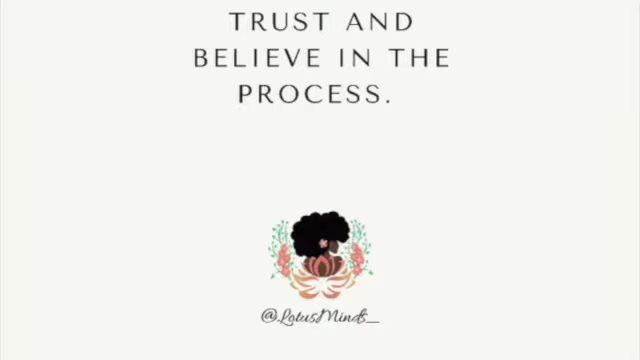 TRUST AND
BELIEVE IN THE
PROCESS.
@LotusMinds_